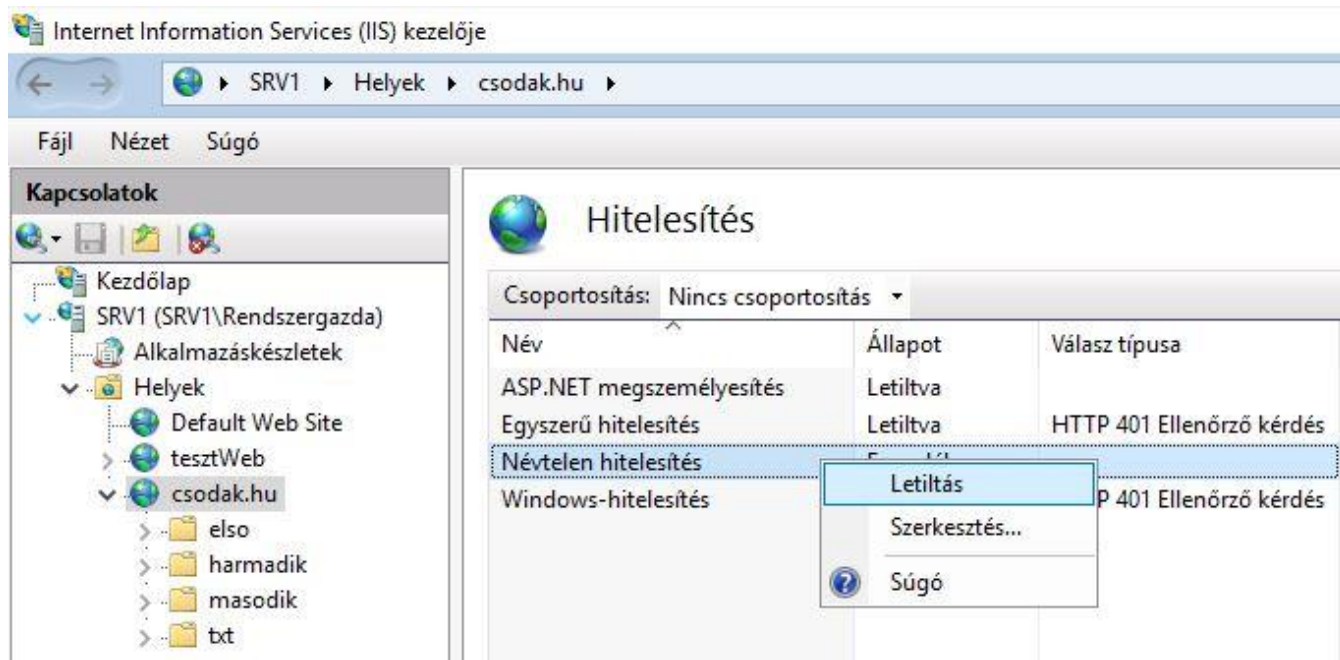 Internet Information Services (IIS) kezelője
SRV1 Helyek csodak.hu
Fájl Nézet Súgó
Kapcsolatok
Kezdőlap
SRV1 (SRV1\Rendszergazda)
Alkalmazáskészletek
Helyek
Default Web Site
tesztWeb
csodak.hu
elso
harmadik
masodik
txt
Hitelesítés
Csoportosítás: Nincs csoportosítás
Név Állapot Válasz típusa
ASP.NET megszemélyesítés Letiltva
Egyszerű hitelesítés Letiltva HTTP 401 Ellenőrző kérdés
Névtelen hitelesítés
Windows-hitelesítés P 401 Ellenőrző kérdés
Letiltás
Szerkesztés...
Súgó